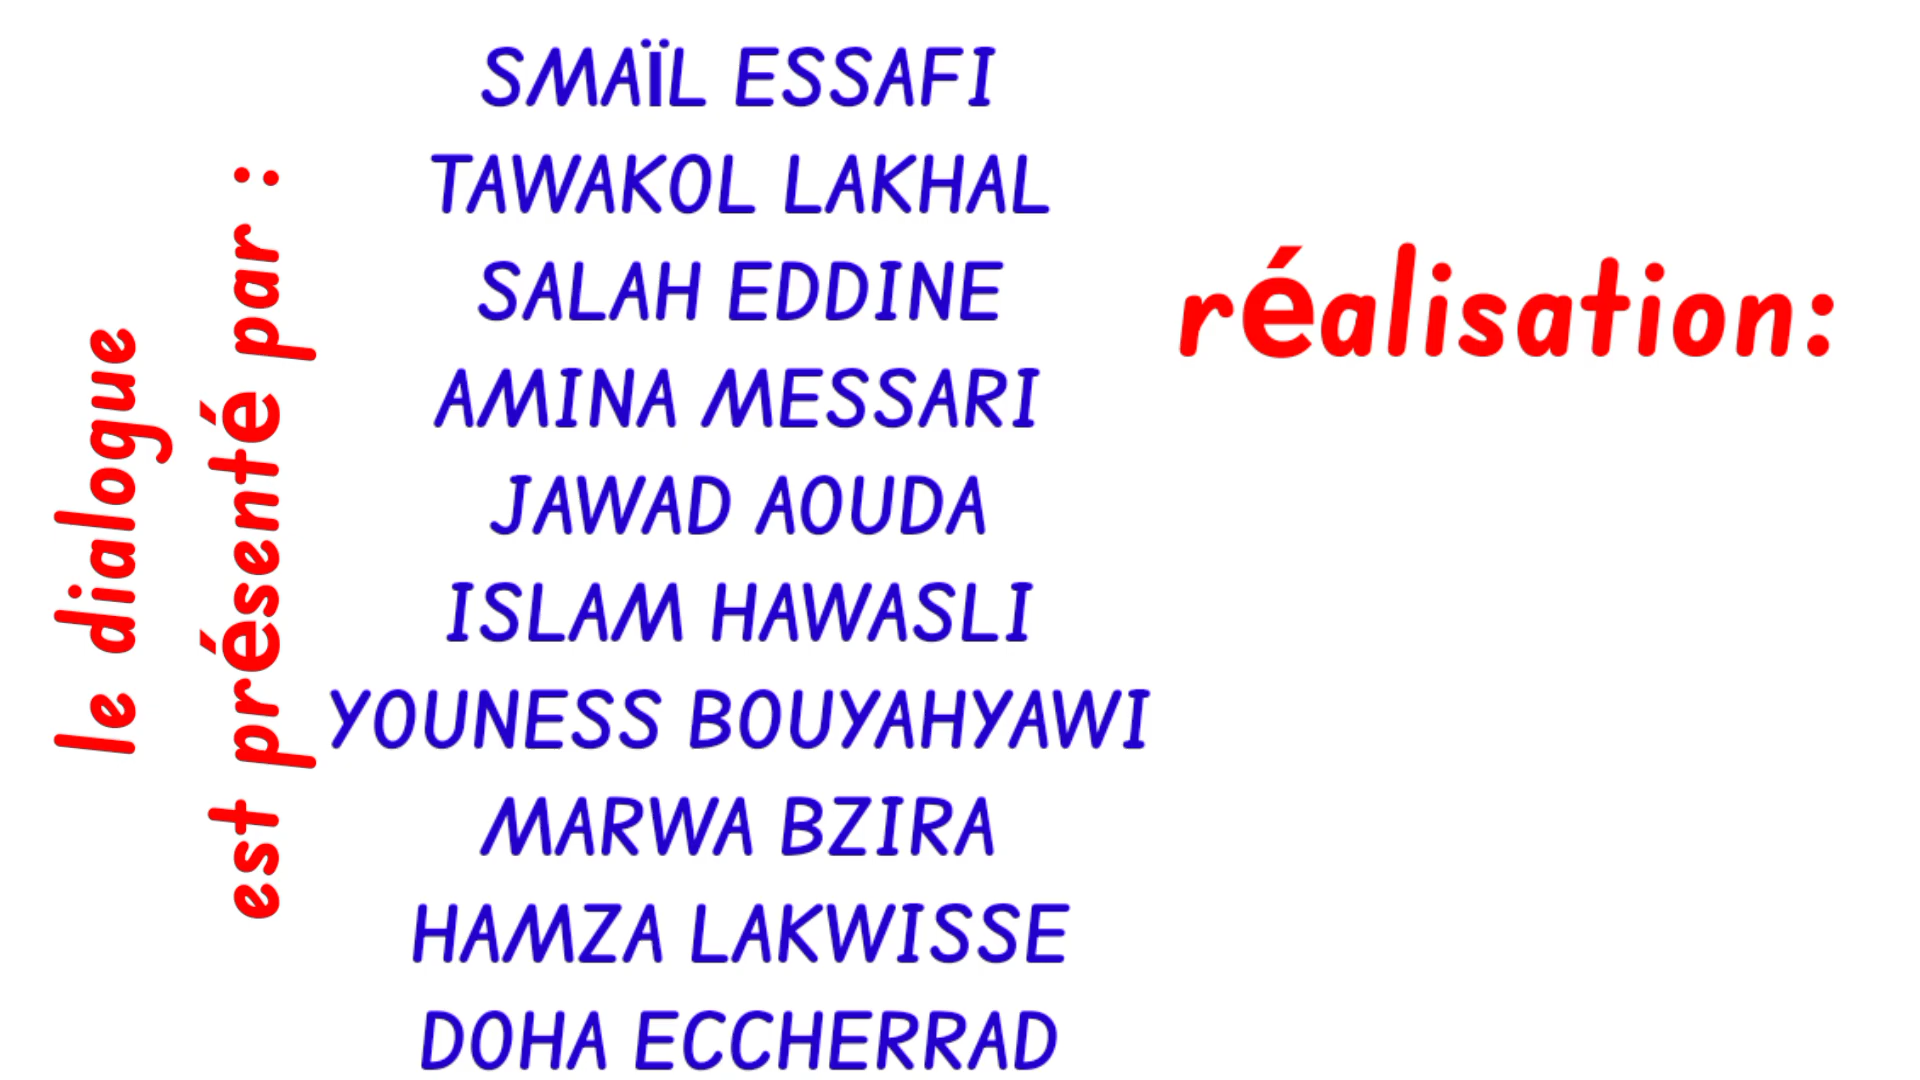 le dialogue
est présenté par :
SMAÏL ESSAFI
TAWAKOL LAKHAL
SALAH EDDINE
AMINA MESSARI
JAWAD AOUDA
ISLAM HAWASLI
YOUNESS BOUYAHYAWI
MARWA BZIRA
HAMZA LAKWISSE
DOHA ECCHERRAD
réalisation: